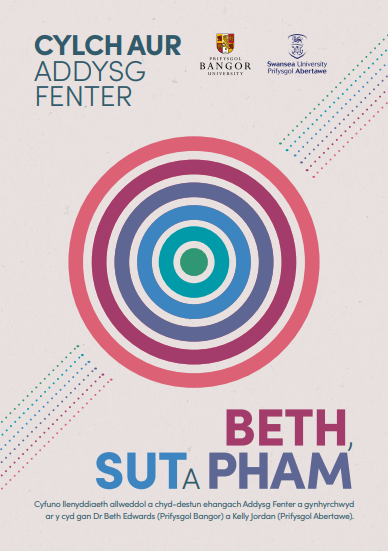 CYLCH AUR
ADDYSG
FENTER
PRIFYSGOL
BANGOR
UNIVERSITY
Swansea University
Prifysgol Abertawe
BETH,
SUT A PHAM
Cyfuno llenyddiaeth allweddol a chyd-destun ehangach Addysg Fenter a gynhyrchwyd
ar y cyd gan Dr Beth Edwards (Prifysgol Bangor) a Kelly Jordan (Prifysgol Abertawe).